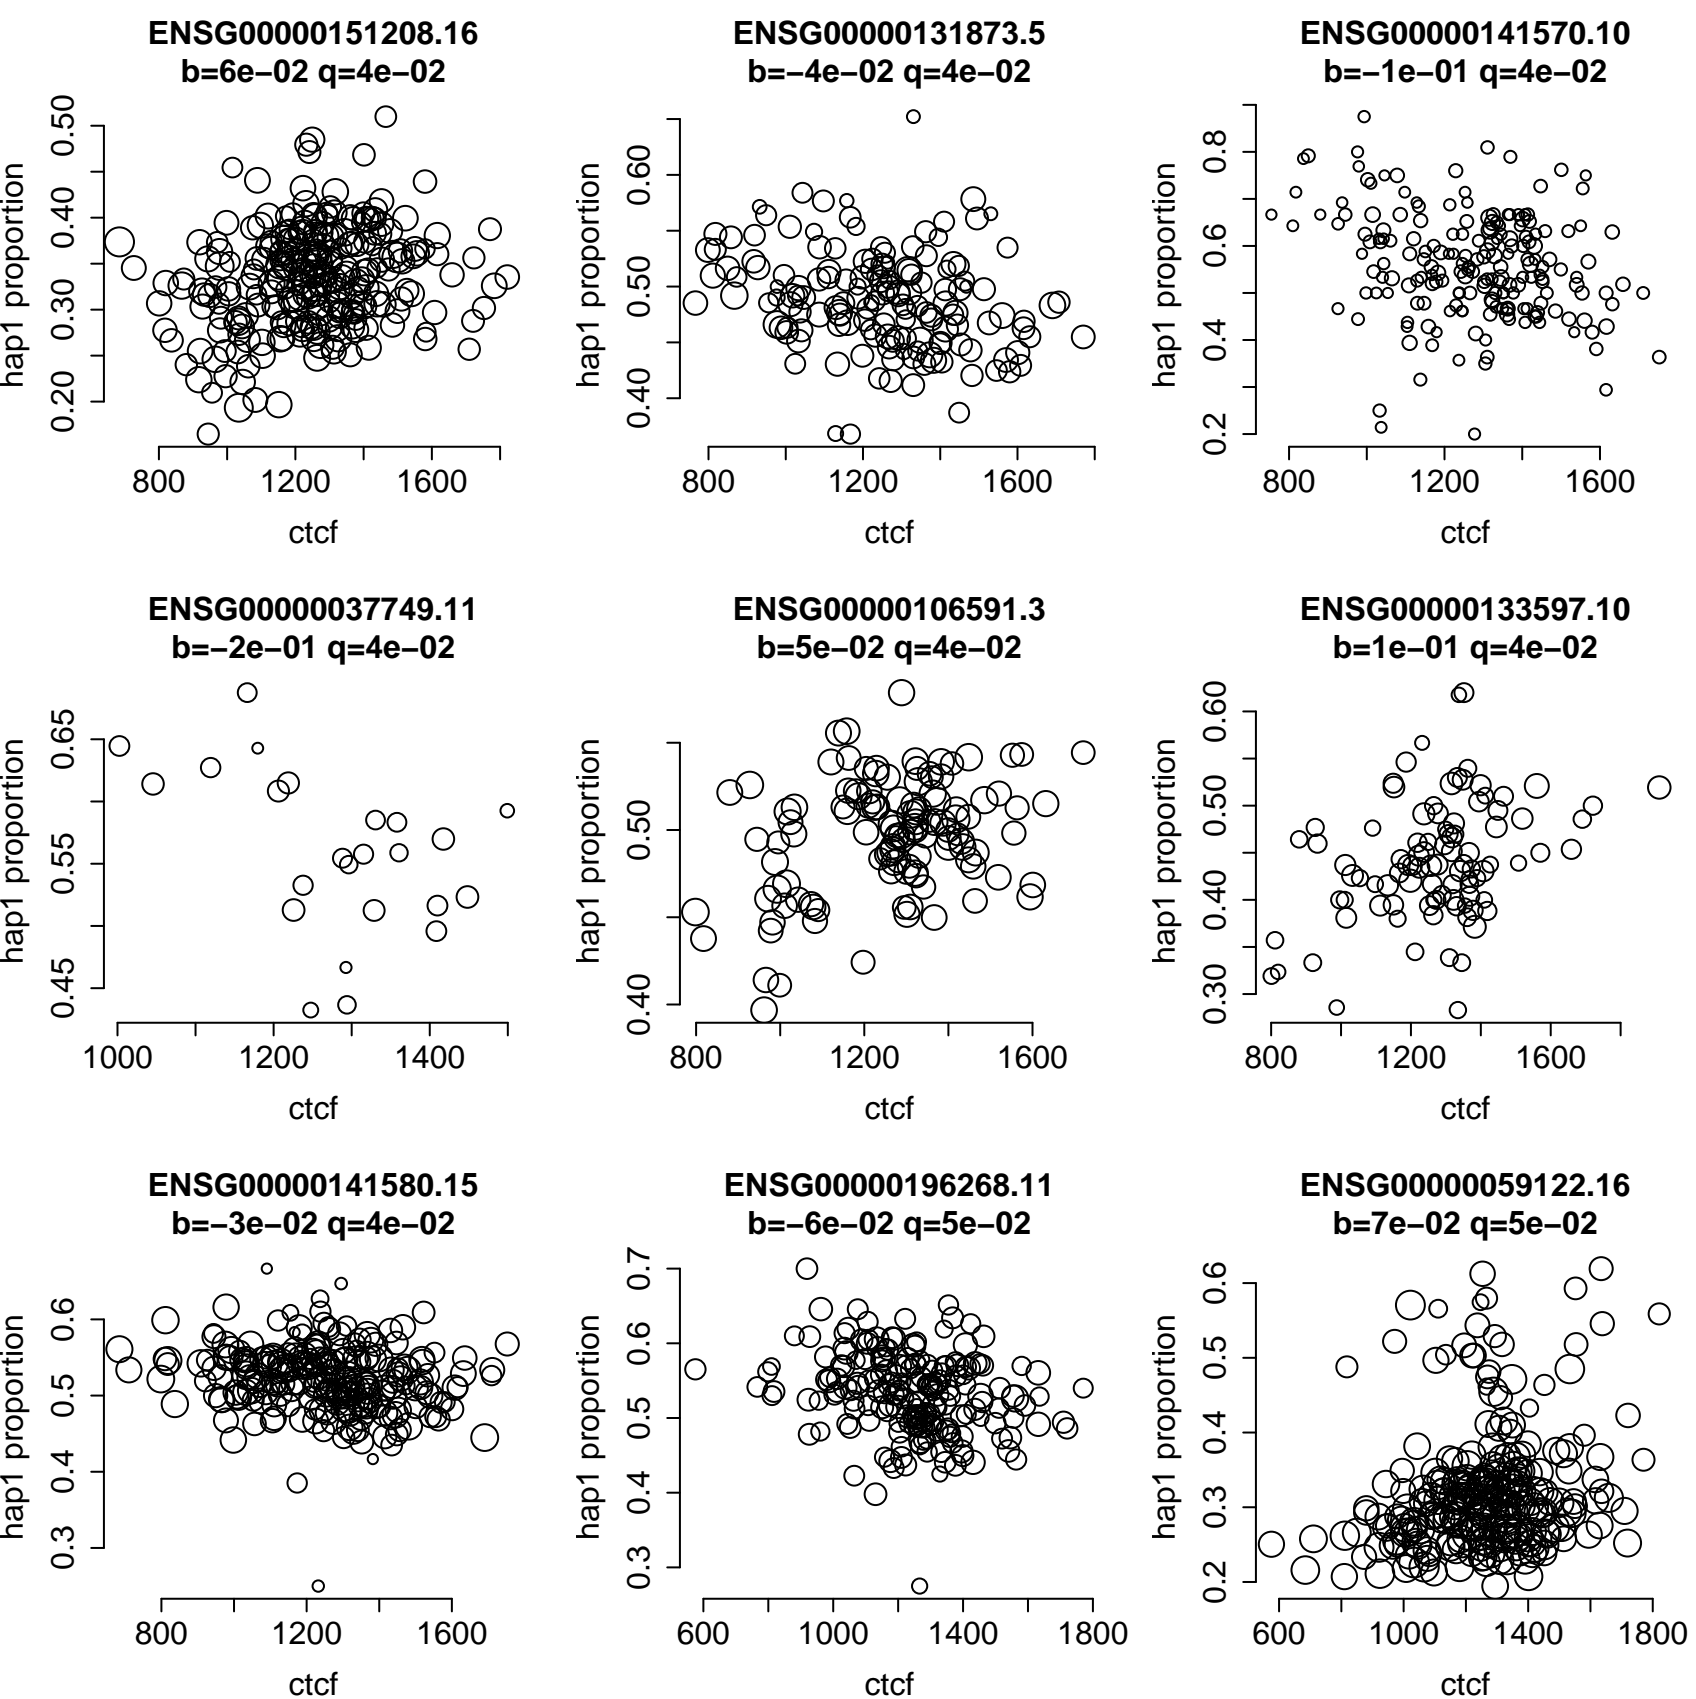 ENSG00000151208.16
b=6e−02 q=4e−02
hap1 proportion
0.50
0.40
0.30
0.20
800 1200 1600
ctcf
ENSG00000131873.5
b=−4e−02 q=4e−02
hap1 proportion
0.60
0.50
0.40
800 1200 1600
ctcf
ENSG00000141570.10
b=−1e−01 q=4e−02
hap1 proportion
0.8
0.6
0.4
0.2
800 1200 1600
ctcf
ENSG00000037749.11
b=−2e−01 q=4e−02
hap1 proportion
0.65
0.55
0.45
1000 1200 1400
ctcf
ENSG00000106591.3
b=5e−02 q=4e−02
hap1 proportion
0.50
0.40
800 1200 1600
ctcf
ENSG00000133597.10
b=1e−01 q=4e−02
hap1 proportion
0.60
0.50
0.40
0.30
800 1200 1600
ctcf
ENSG00000141580.15
b=−3e−02 q=4e−02
hap1 proportion
0.6
0.5
0.4
0.3
800 1200 1600
ctcf
ENSG00000196268.11
b=−6e−02 q=5e−02
hap1 proportion
0.7
0.6
0.5
0.4
0.3
600 1000 1400 1800
ctcf
ENSG00000059122.16
b=7e−02 q=5e−02
hap1 proportion
0.6
0.5
0.4
0.3
0.2
600 1000 1400 1800
ctcf